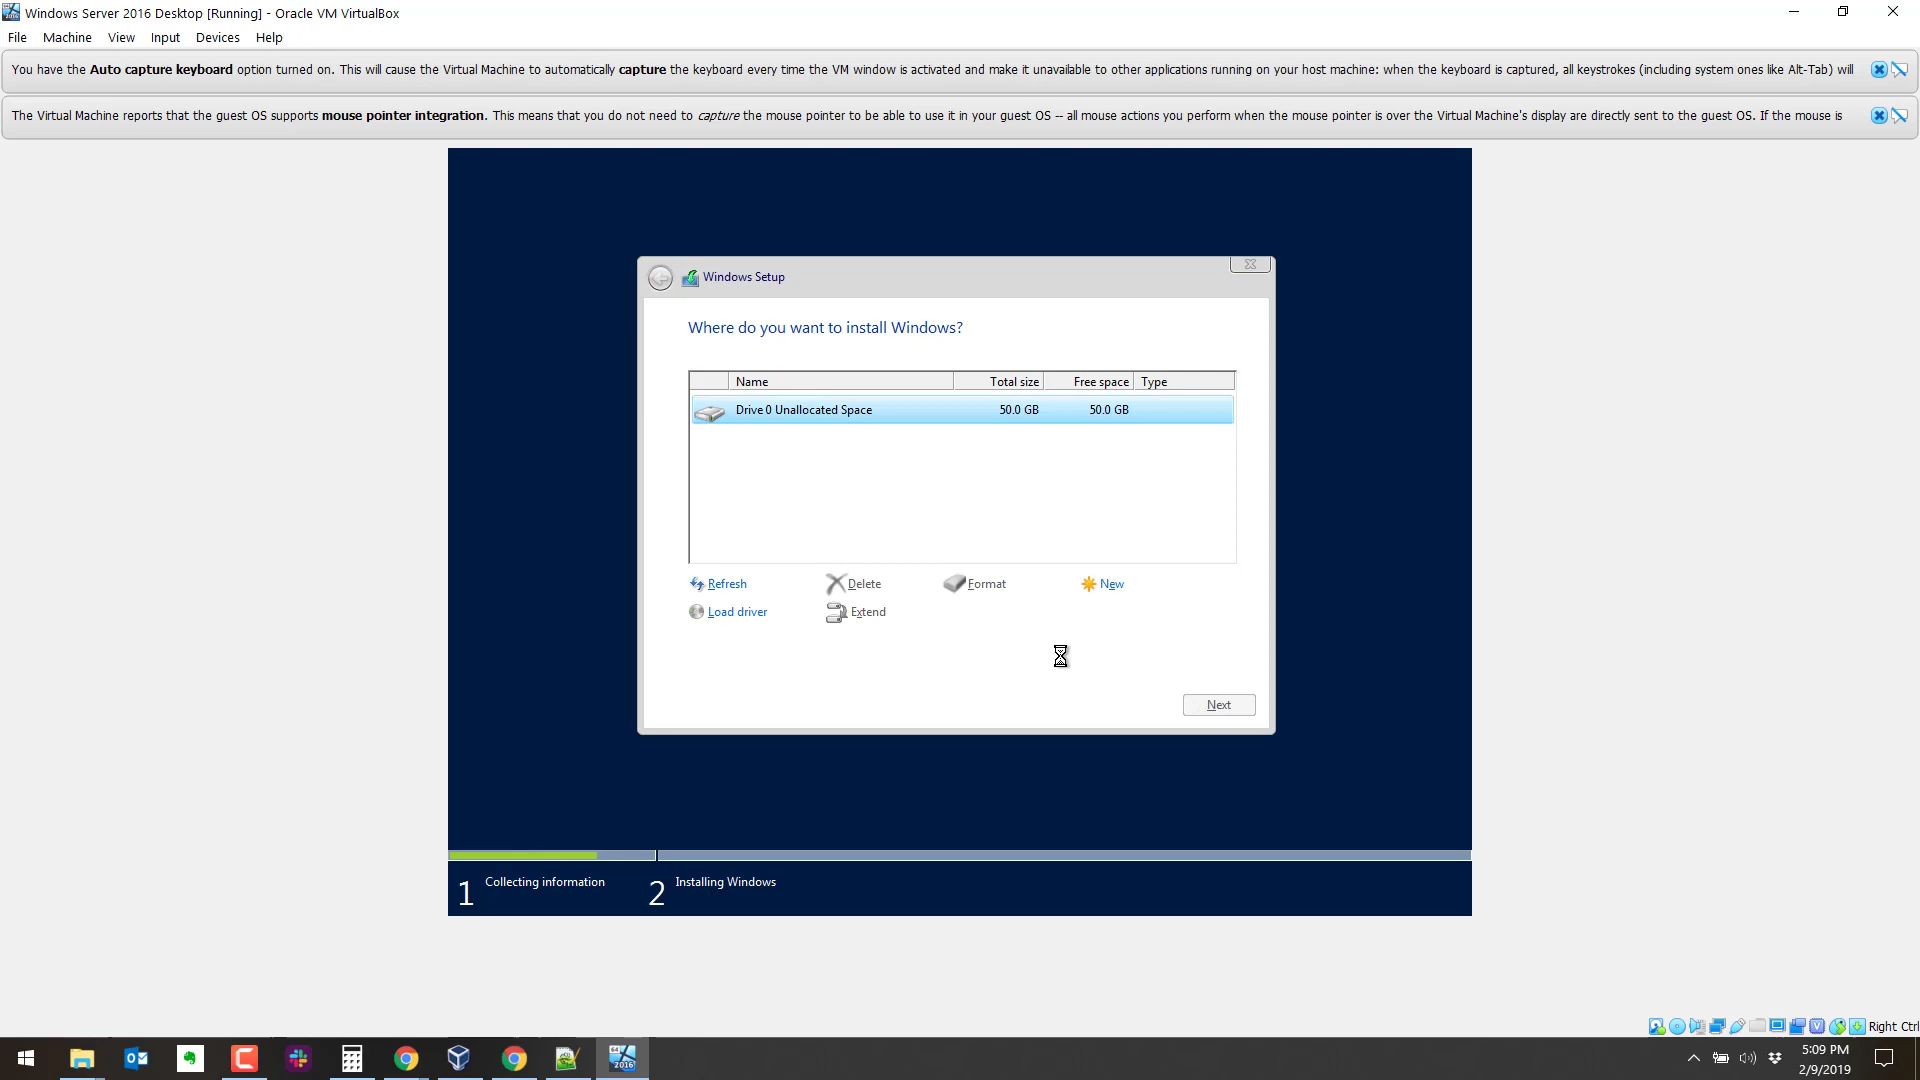 Windows Server 2016 Desktop [Running] - Oracle VM VirtualBox
File Machine View Input Devices Help
You have the Auto capture keyboard option turned on. This will cause the Virtual Machine to automatically capture the keyboard every time the VM window is activated and make it unavailable to other applications running on your host machine: when the keyboard is captured, all keystrokes (including system ones like Alt-Tab) will
The Virtual Machine reports that the guest OS supports mouse pointer integration. This means that you do not need to capture the mouse pointer to be able to use it in your guest OS -- all mouse actions you perform when the mouse pointer is over the Virtual Machine's display are directly sent to the guest OS. If the mouse is
Windows Setup
Where do you want to install Windows?
Name Total size Free space Type
Drive 0 Unallocated Space 50.0 GB 50.0 GB
Refresh Delete Format New
Load driver Extend
Next
1 Collecting information 2 Installing Windows
Right Ctrl
5:09 PM
2/9/2019